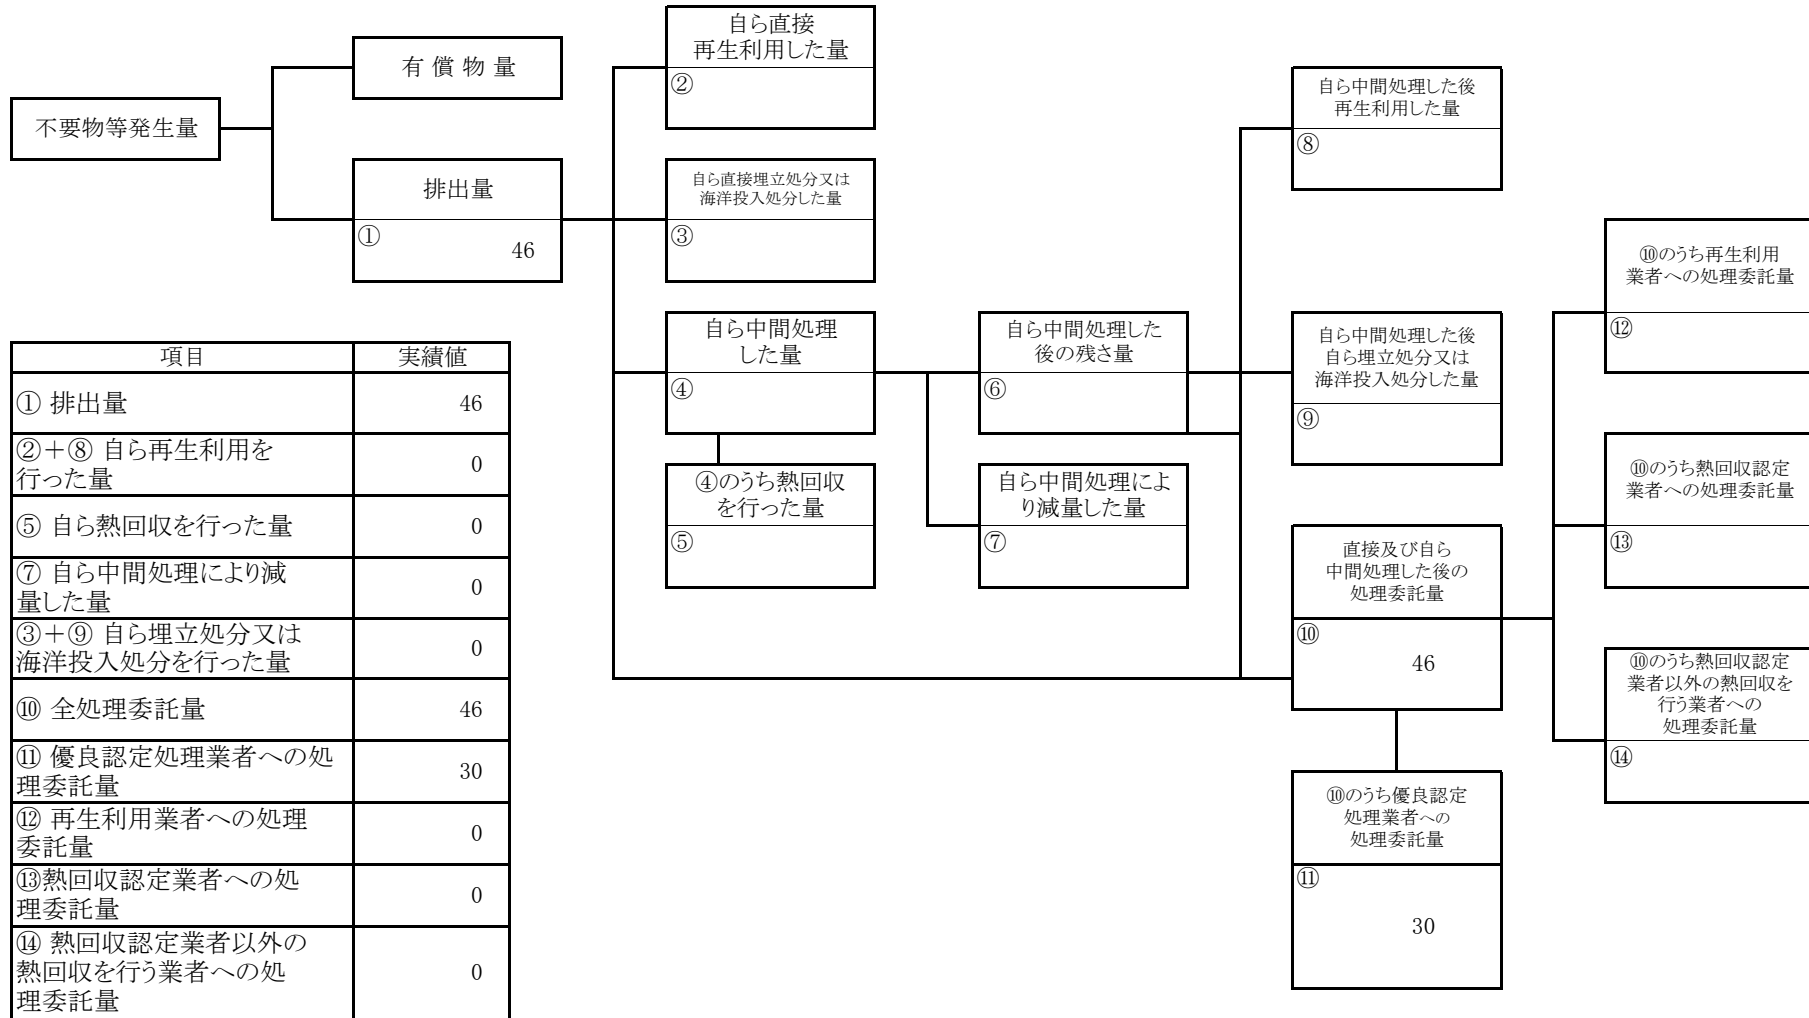 自ら直接
再生利用した量
②
有 償 物 量
不要物等発生量
排出量
①
46
自ら直接埋立処分又は
海洋投入処分した量
③
自ら中間処理した後
再生利用した量
⑧
自ら中間処理
した量
④
自ら中間処理した
後の残さ量
⑥
自ら中間処理した後
自ら埋立処分又は
海洋投入処分した量
⑨
⑩のうち再生利用
業者への処理委託量
⑫
④のうち熱回収
を行った量
⑤
自ら中間処理によ
り減量した量
⑦
直接及び自ら
中間処理した後の
処理委託量
⑩
46
⑩のうち熱回収認定
業者への処理委託量
⑬
⑩のうち熱回収認定
業者以外の熱回収を
行う業者への
処理委託量
⑭
⑩のうち優良認定
処理業者への
処理委託量
⑪
30
項目 実績値
① 排出量 46
②＋⑧ 自ら再生利用を
行った量 0
⑤ 自ら熱回収を行った量 0
⑦ 自ら中間処理により減
量した量 0
③＋⑨ 自ら埋立処分又は
海洋投入処分を行った量 0
⑩ 全処理委託量 46
⑪ 優良認定処理業者への処
理委託量 30
⑫ 再生利用業者への処理
委託量 0
⑬熱回収認定業者への処
理委託量 0
⑭ 熱回収認定業者以外の
熱回収を行う業者への処
理委託量 0